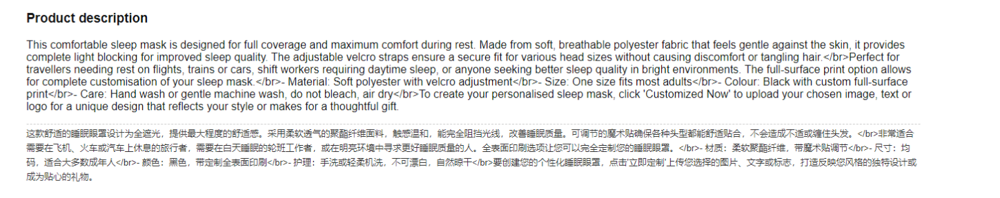 Product description
This comfortable sleep mask is designed for full coverage and maximum comfort during rest. Made from soft, breathable polyester fabric that feels gentle against the skin, it provides
complete light blocking for improved sleep quality. The adjustable velcro straps ensure a secure fit for various head sizes without causing discomfort or tangling hair.</br>Perfect for
travellers needing rest on flights, trains or cars, shift workers requiring daytime sleep, or anyone seeking better sleep quality in bright environments. The full-surface print option allows
for complete customisation of your sleep mask.</br>- Material: Soft polyester with velcro adjustment</br>- Size: One size fits most adults</br>- Colour: Black with custom full-surface
print</br>- Care: Hand wash or gentle machine wash, do not bleach, air dry</br>To create your personalised sleep mask, click 'Customized Now' to upload your chosen image, text or
logo for a unique design that reflects your style or makes for a thoughtful gift.
这款舒适的睡眠眼罩设计为全遮光，提供最大程度的舒适感。采用柔软透气的聚酯纤维面料，触感温和，能完全阻挡光线，改善睡眠质量。可调节的魔术贴确保各种头型都能舒适贴合，不会造成不适或缠住头发。</br>非常适合
需要在飞机、火车或汽车上休息的旅行者，需要在白天睡眠的轮班工作者，或在明亮环境中寻求更好睡眠质量的人。全表面印刷选项让您可以完全定制您的睡眠眼罩。</br>- 材质：柔软聚酯纤维，带魔术贴调节</br>- 尺寸：均
码，适合大多数成年人</br>- 颜色：黑色，带定制全表面印刷</br>- 护理：手洗或轻柔机洗，不可漂白，自然晾干</br>要创建您的个性化睡眠眼罩，点击'立即定制'上传您选择的图片、文字或标志，打造反映您风格的独特设计或
成为贴心的礼物。